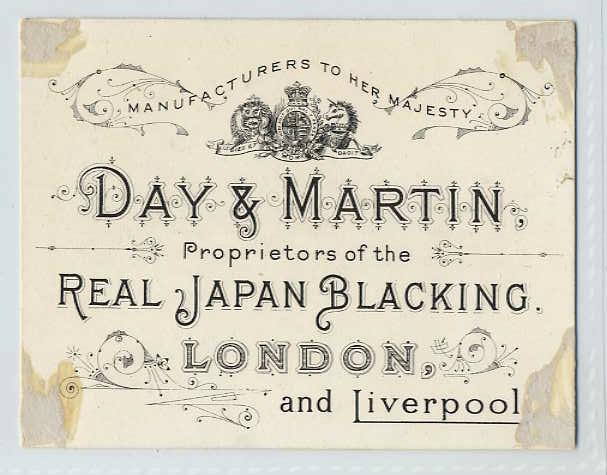 MANUFACTURERS TO HER MAJESTY
DAY & MARTIN,
Proprietors of the
REAL JAPAN BLACKING.
LONDON,
and Liverpool